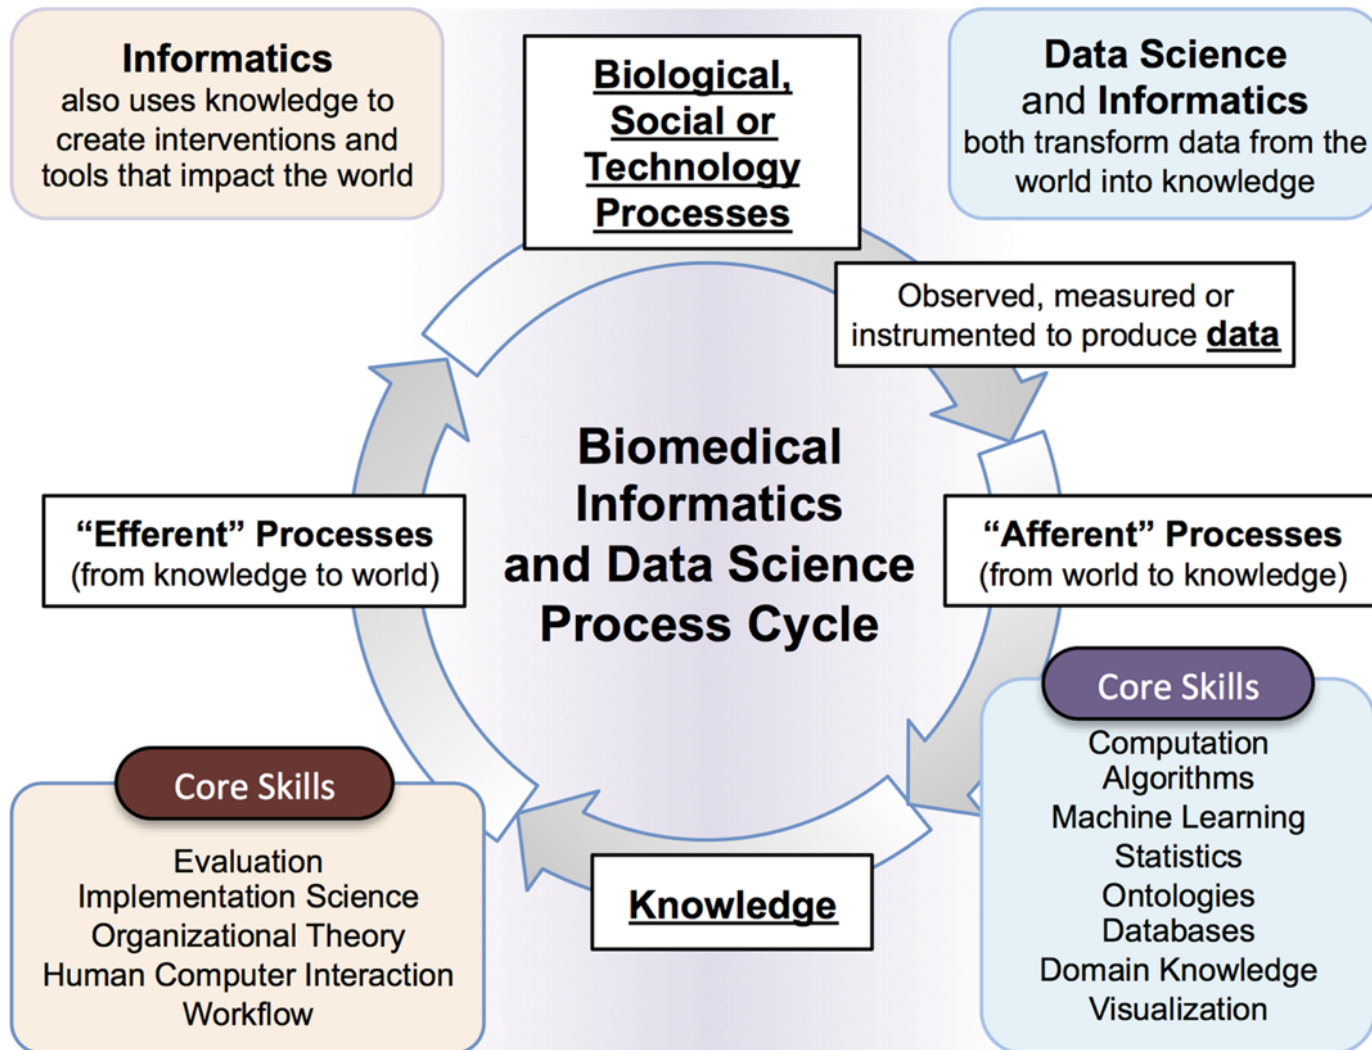 Informatics
also uses knowledge to
create interventions and
tools that impact the world
Biological,
Social or
Technology
Processes
Data Science
and Informatics
both transform data from the
world into knowledge
Observed, measured or
instrumented to produce data
Biomedical
Informatics
and Data Science
Process Cycle
“Efferent” Processes
(from knowledge to world)
“Afferent” Processes
(from world to knowledge)
Core Skills
Evaluation
Implementation Science
Organizational Theory
Human Computer Interaction
Workflow
Knowledge
Core Skills
Computation
Algorithms
Machine Learning
Statistics
Ontologies
Databases
Domain Knowledge
Visualization